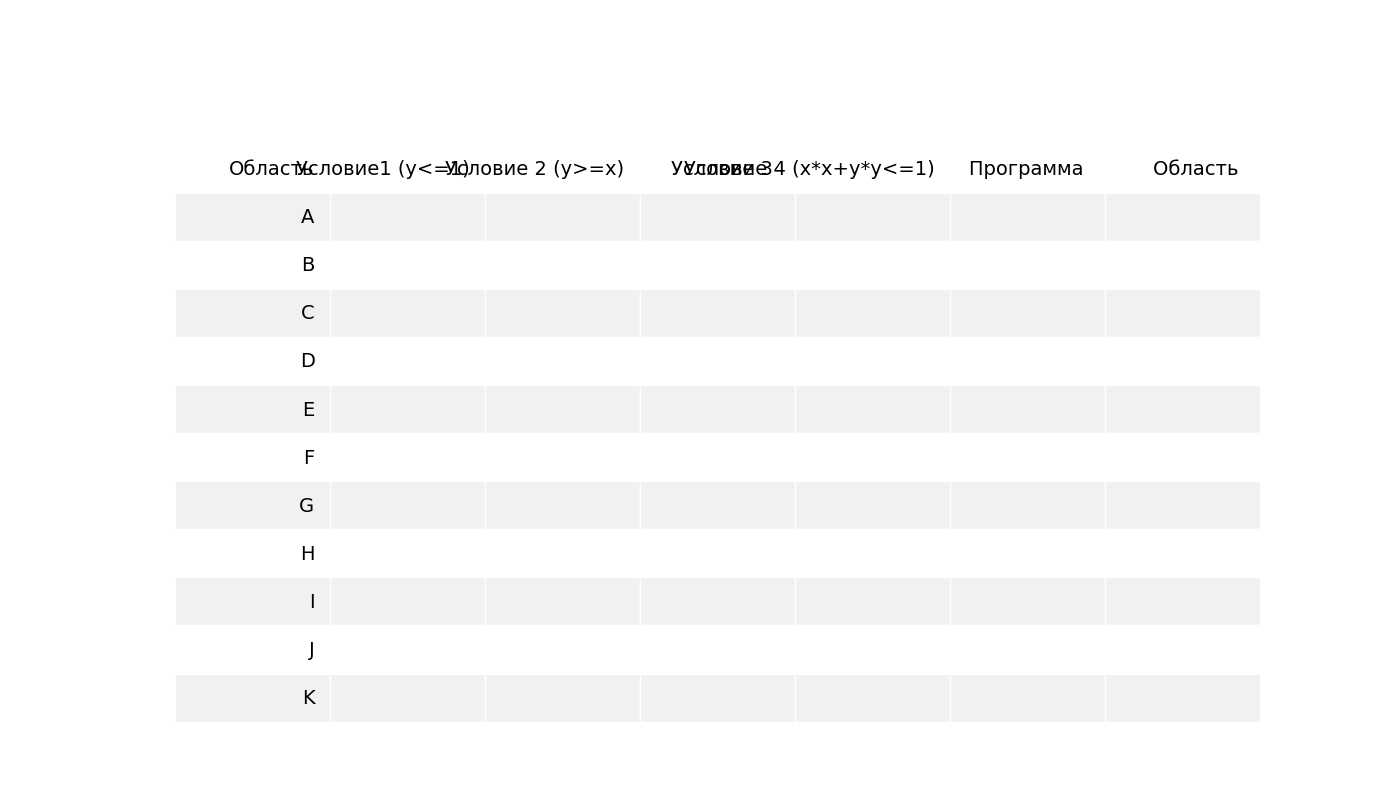 Область Условие1 (y<=1) Условие 2 (y>=x) Условие 3 Условие 4 (x*x+y*y<=1) Программа Область
A
B
C
D
E
F
G
H
I
J
K